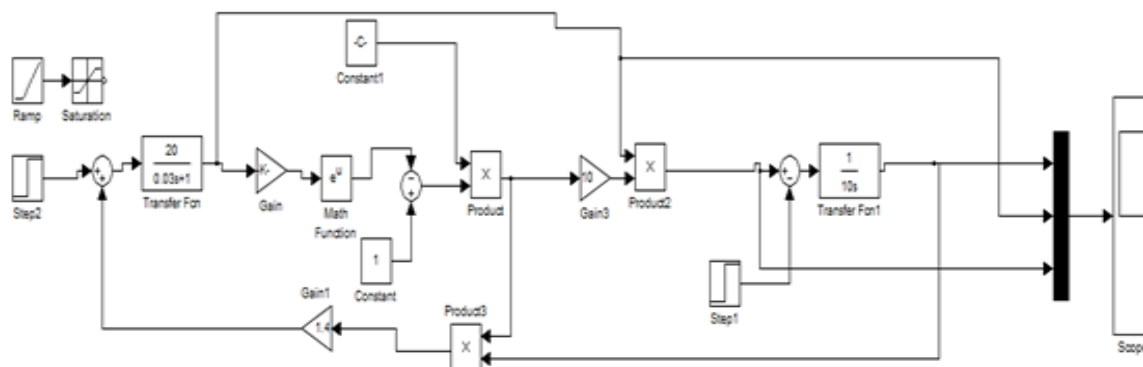 -C-
Constant1
Ramp
Saturation
20
0.03s+1
Transfer Fcn
Step2
+
+
K-
Gain
e^u
Math
Function
-
+
1
Constant
X
Product
10
Gain3
X
Product2
+
-
1
10s
Transfer Fcn1
Step1
Gain1
1.4
Product3
X
Scope